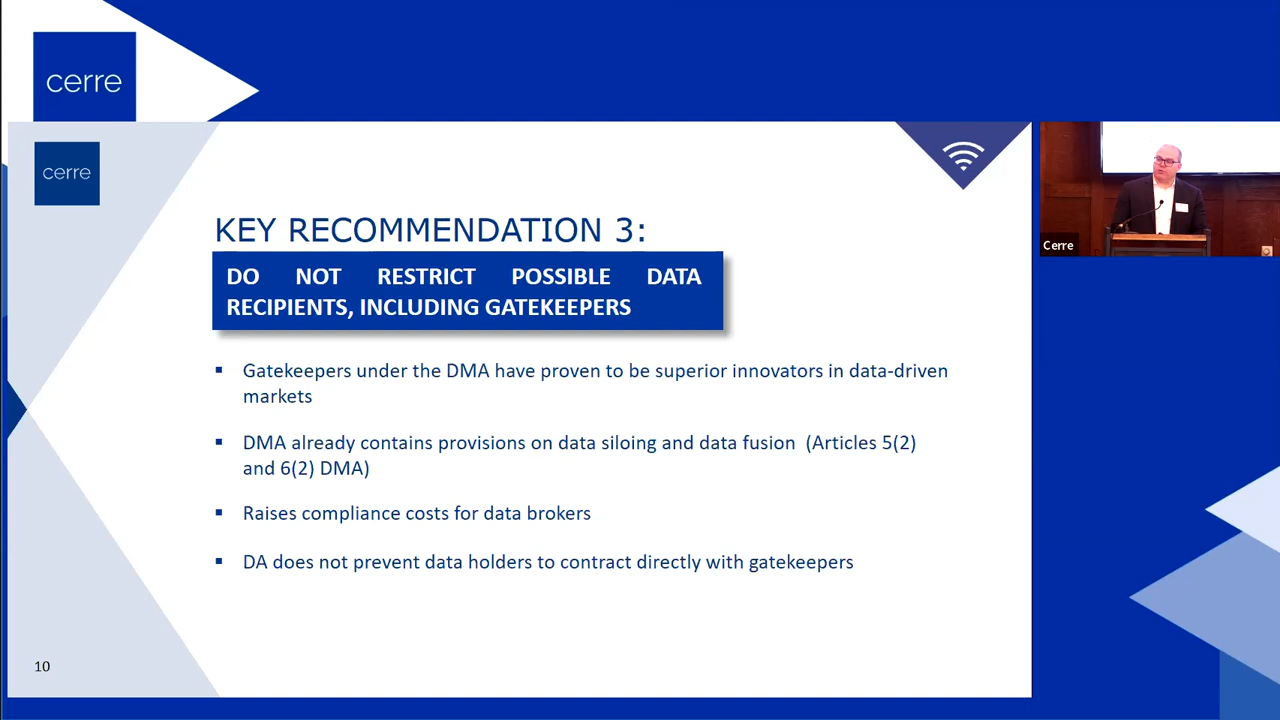 cerre
cerre
KEY RECOMMENDATION 3:
DO NOT RESTRICT POSSIBLE DATA
RECIPIENTS, INCLUDING GATEKEEPERS
▪ Gatekeepers under the DMA have proven to be superior innovators in data-driven
markets
▪ DMA already contains provisions on data siloing and data fusion (Articles 5(2)
and 6(2) DMA)
▪ Raises compliance costs for data brokers
▪ DA does not prevent data holders to contract directly with gatekeepers
10
Cerre